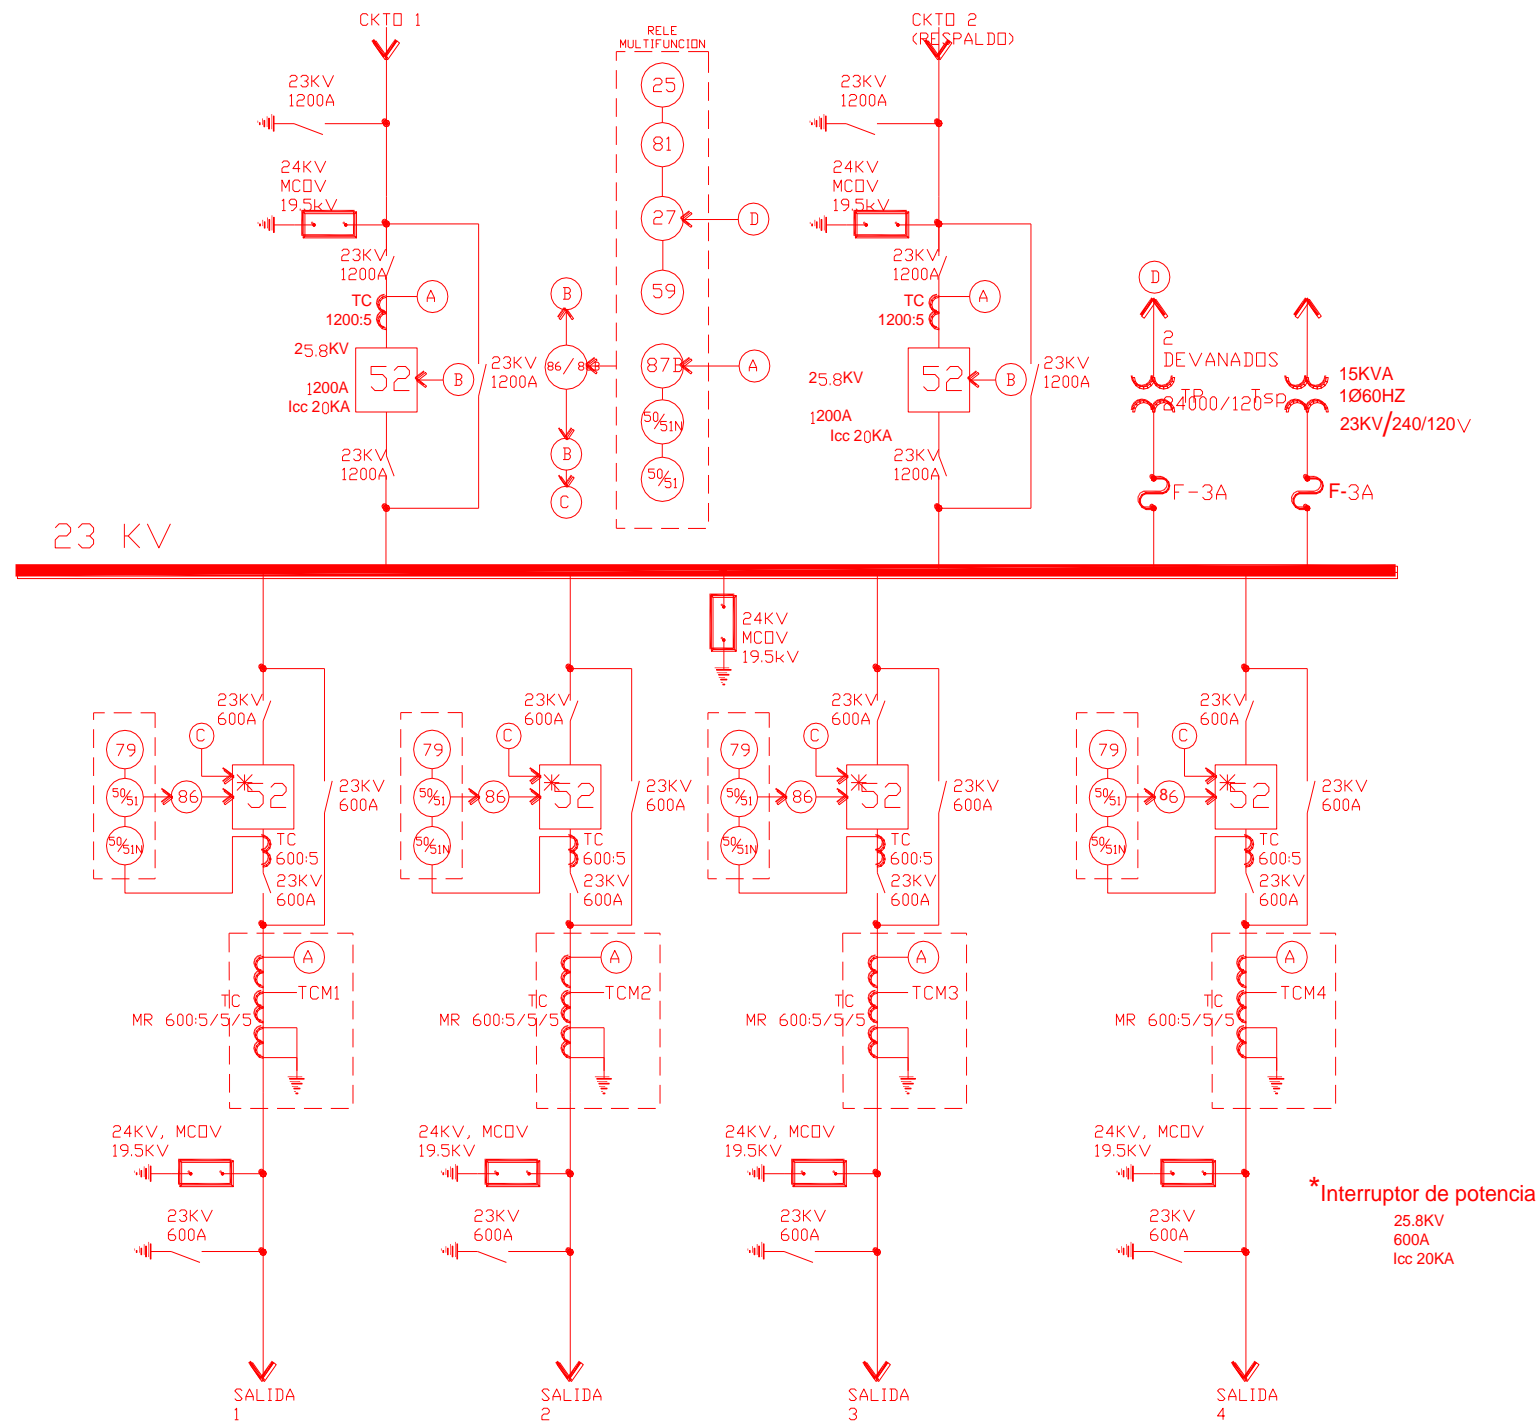 CKTO 1
CKTO 2
(RESPALDO)
RELE
MULTIFUNCION
23KV
1200A
24KV
MCOV
19.5kV
23KV
1200A
TC
1200:5
A
25.8KV
1200A
Icc 20KA
52
B
23KV
1200A
23KV
1200A
B
B
C
25
81
27
D
59
87B
A
50/51N
50/51
23KV
1200A
24KV
MCOV
19.5kV
23KV
1200A
TC
1200:5
A
25.8KV
1200A
Icc 20KA
52
B
23KV
1200A
23KV
1200A
D
2
DEVANADOS
TP
24000/120
F-3A
Tsp
15KVA
1Ø60HZ
23KV/240/120V
F-3A
23 KV
24KV
MCOV
19.5kV
23KV
600A
C
79
50/51
50/51N
86
*52
23KV
600A
TC
600:5
23KV
600A
A
TCM1
TC
MR 600:5/5/5
24KV, MCOV
19.5KV
23KV
600A
SALIDA
1
23KV
600A
C
79
50/51
50/51N
86
*52
23KV
600A
TC
600:5
23KV
600A
A
TCM2
TC
MR 600:5/5/5
24KV, MCOV
19.5KV
23KV
600A
SALIDA
2
23KV
600A
C
79
50/51
50/51N
86
*52
23KV
600A
TC
600:5
23KV
600A
A
TCM3
TC
MR 600:5/5/5
24KV, MCOV
19.5KV
23KV
600A
SALIDA
3
23KV
600A
C
79
50/51
50/51N
86
*52
23KV
600A
TC
600:5
23KV
600A
A
TCM4
TC
MR 600:5/5/5
24KV, MCOV
19.5KV
23KV
600A
SALIDA
4
*Interruptor de potencia
25.8KV
600A
Icc 20KA